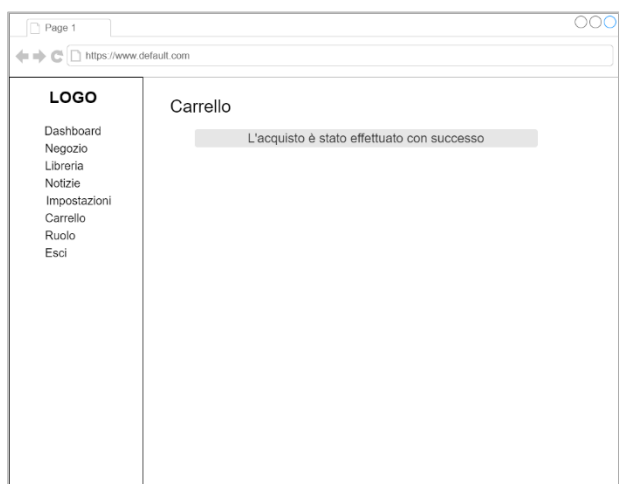 Page 1
https://www.default.com
LOGO
Dashboard
Negozio
Libreria
Notizie
Impostazioni
Carrello
Ruolo
Esci
Carrello
L'acquisto è stato effettuato con successo